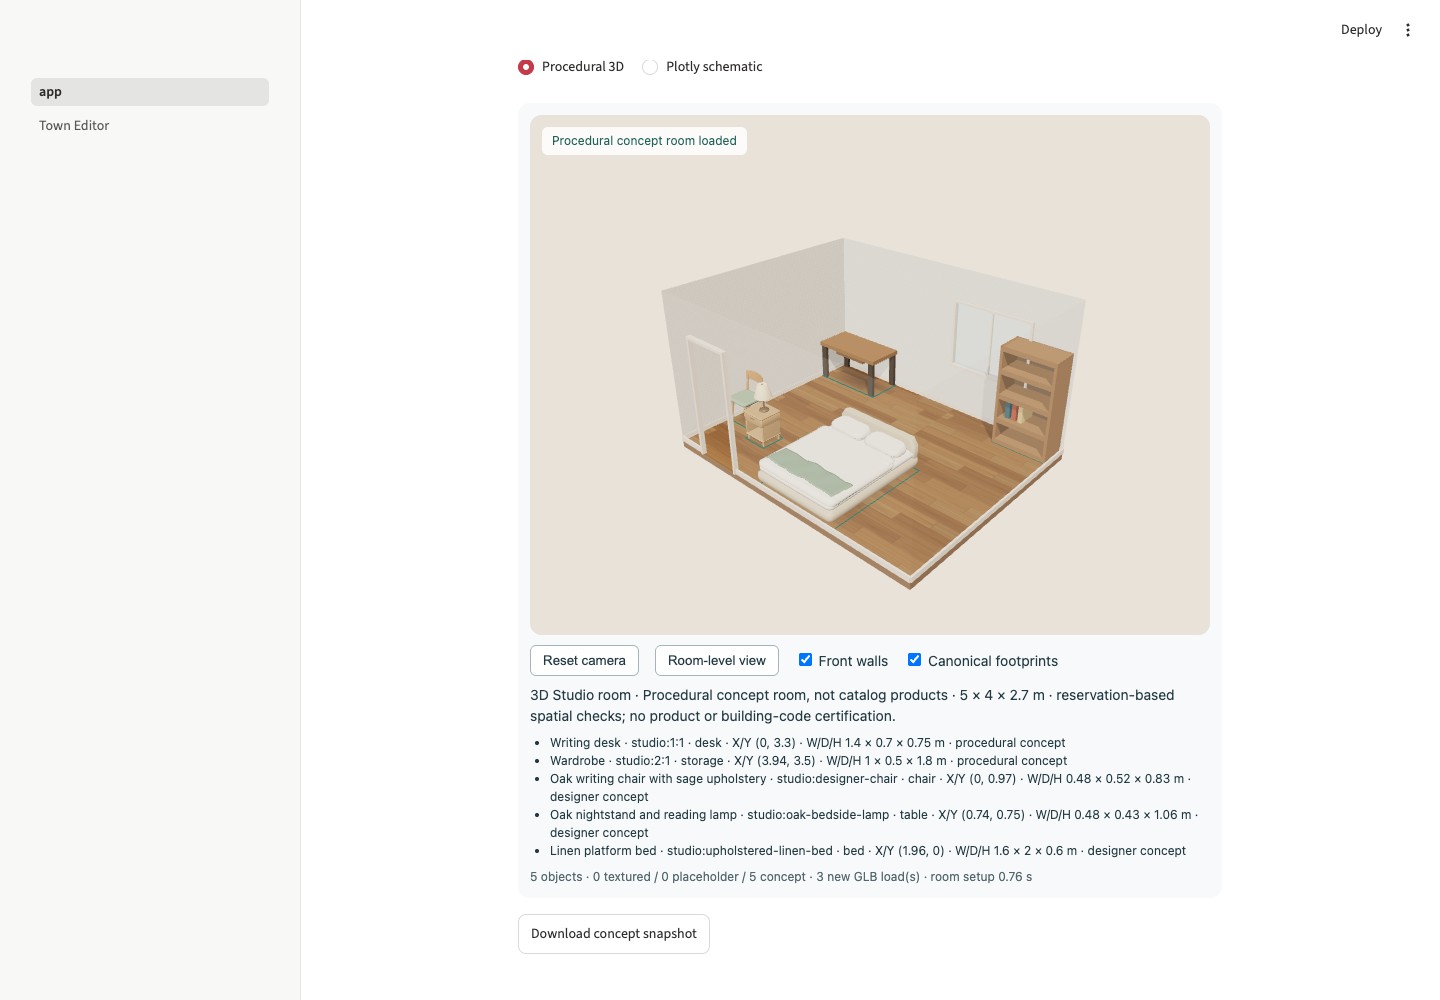 Deploy
app
Town Editor
Procedural 3D
Plotly schematic
Procedural concept room loaded
Reset camera
Room-level view
Front walls
Canonical footprints
3D Studio room · Procedural concept room, not catalog products · 5 × 4 × 2.7 m · reservation-based
spatial checks; no product or building-code certification.
• Writing desk · studio:1:1 · desk · X/Y (0, 3.3) · W/D/H 1.4 × 0.7 × 0.75 m · procedural concept
• Wardrobe · studio:2:1 · storage · X/Y (3.94, 3.5) · W/D/H 1 × 0.5 × 1.8 m · procedural concept
• Oak writing chair with sage upholstery · studio:designer-chair · chair · X/Y (0, 0.97) · W/D/H 0.48 × 0.52 × 0.83 m ·
designer concept
• Oak nightstand and reading lamp · studio:oak-bedside-lamp · table · X/Y (0.74, 0.75) · W/D/H 0.48 × 0.43 × 1.06 m ·
designer concept
• Linen platform bed · studio:upholstered-linen-bed · bed · X/Y (1.96, 0) · W/D/H 1.6 × 2 × 0.6 m · designer concept
5 objects · 0 textured / 0 placeholder / 5 concept · 3 new GLB load(s) · room setup 0.76 s
Download concept snapshot